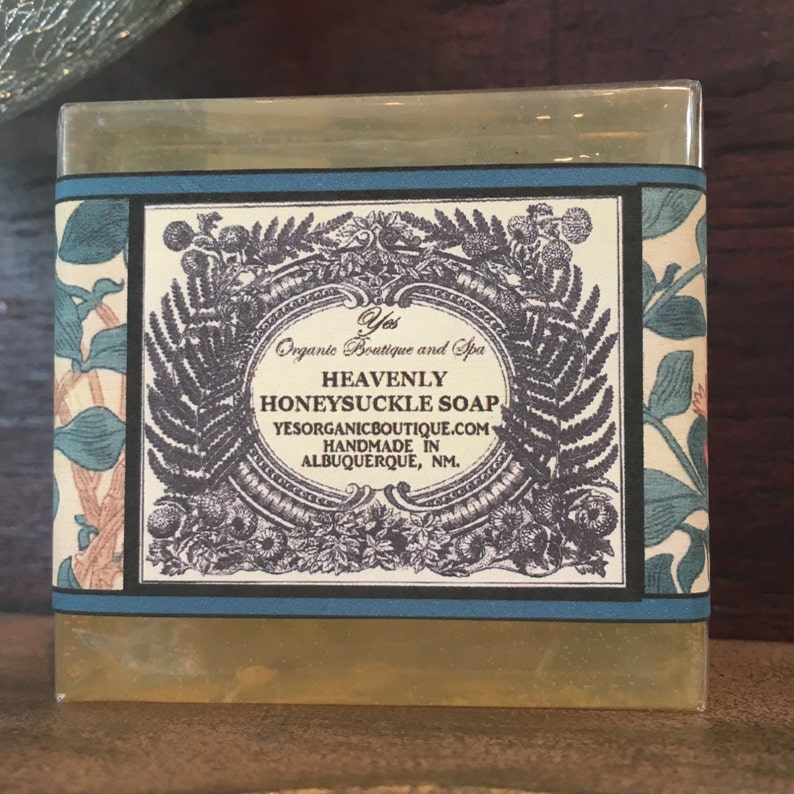 Yes
Organic Boutique and Spa
HEAVENLY
HONEYSUCKLE SOAP
YESORGANICBOUTIQUE.COM
HANDMADE IN
ALBUQUERQUE, NM.